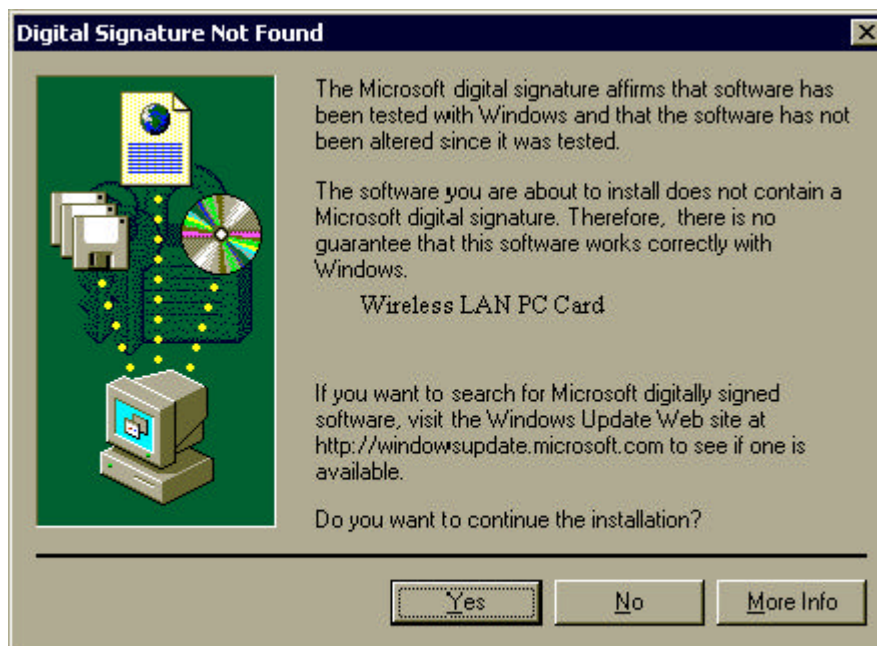 Digital Signature Not Found
The Microsoft digital signature affirms that software has
been tested with Windows and that the software has not
been altered since it was tested.
The software you are about to install does not contain a
Microsoft digital signature. Therefore, there is no
guarantee that this software works correctly with
Windows.
Wireless LAN PC Card
If you want to search for Microsoft digitally signed
software, visit the Windows Update Web site at
http://windowsupdate.microsoft.com to see if one is
available.
Do you want to continue the installation?
Yes No More Info